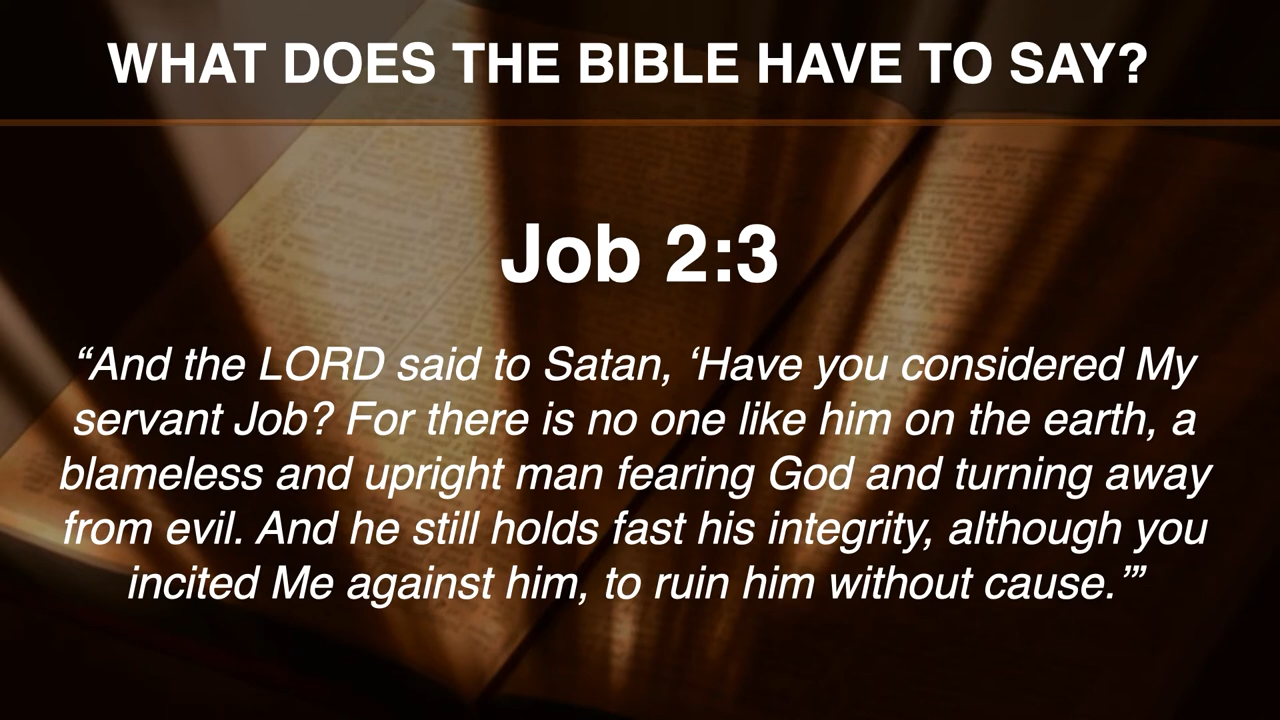 WHAT DOES THE BIBLE HAVE TO SAY?
Job 2:3
“And the LORD said to Satan, ‘Have you considered My
servant Job? For there is no one like him on the earth, a
blameless and upright man fearing God and turning away
from evil. And he still holds fast his integrity, although you
incited Me against him, to ruin him without cause.”’”